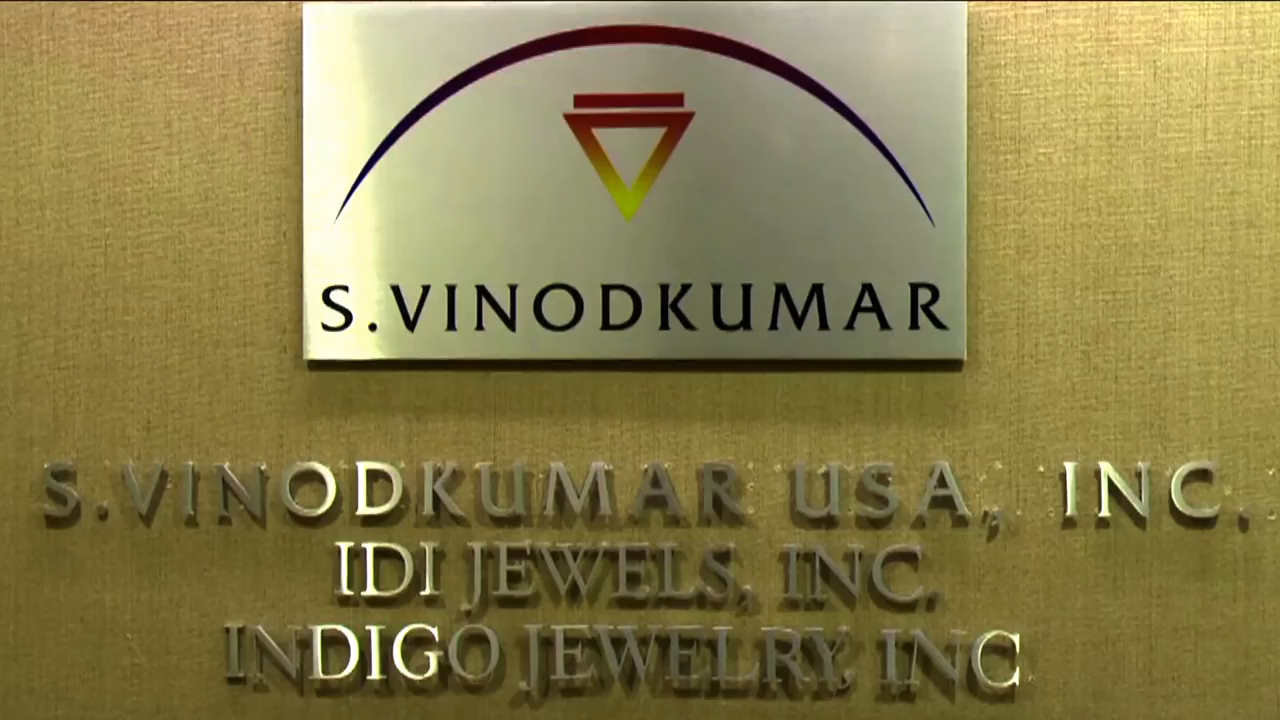 S.VINODKUMAR
S.VINODKUMAR USA, INC.
IDI JEWELS, INC.
INDIGO JEWELRY, INC